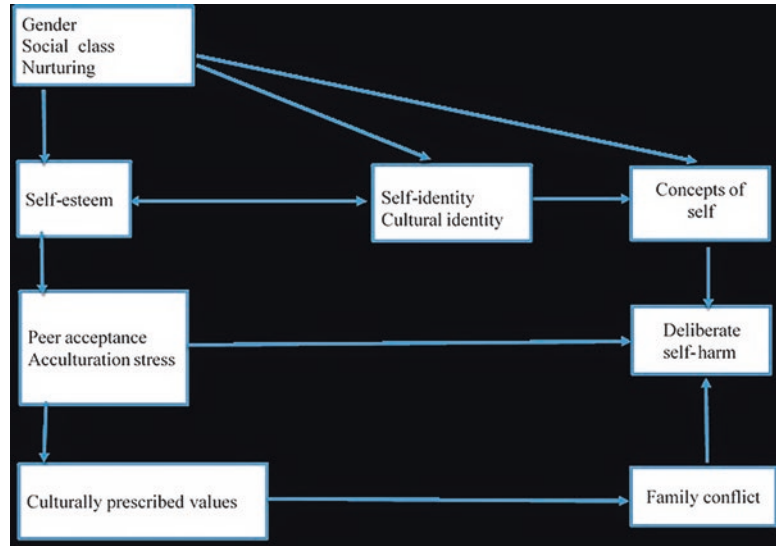 Gender
Social class
Nurturing
Self-esteem
Self-identity
Cultural identity
Concepts of
self
Peer acceptance
Acculturation stress
Deliberate
self-harm
Culturally prescribed values
Family conflict